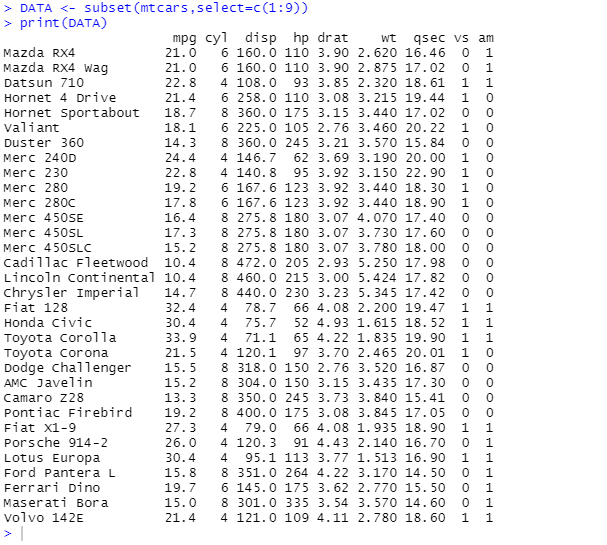 > DATA <- subset(mtcars,select=c(1:9))
> print(DATA)
                     mpg cyl  disp  hp drat    wt  qsec vs am
Mazda RX4           21.0   6 160.0 110 3.90 2.620 16.46  0  1
Mazda RX4 Wag       21.0   6 160.0 110 3.90 2.875 17.02  0  1
Datsun 710          22.8   4 108.0  93 3.85 2.320 18.61  1  1
Hornet 4 Drive      21.4   6 258.0 110 3.08 3.215 19.44  1  0
Hornet Sportabout   18.7   8 360.0 175 3.15 3.440 17.02  0  0
Valiant             18.1   6 225.0 105 2.76 3.460 20.22  1  0
Duster 360          14.3   8 360.0 245 3.21 3.570 15.84  0  0
Merc 240D           24.4   4 146.7  62 3.69 3.190 20.00  1  0
Merc 230            22.8   4 140.8  95 3.92 3.150 22.90  1  0
Merc 280            19.2   6 167.6 123 3.92 3.440 18.30  1  0
Merc 280C           17.8   6 167.6 123 3.92 3.440 18.90  1  0
Merc 450SE          16.4   8 275.8 180 3.07 4.070 17.40  0  0
Merc 450SL          17.3   8 275.8 180 3.07 3.730 17.60  0  0
Merc 450SLC         15.2   8 275.8 180 3.07 3.780 18.00  0  0
Cadillac Fleetwood  10.4   8 472.0 205 2.93 5.250 17.98  0  0
Lincoln Continental 10.4   8 460.0 215 3.00 5.424 17.82  0  0
Chrysler Imperial   14.7   8 440.0 230 3.23 5.345 17.42  0  0
Fiat 128            32.4   4  78.7  66 4.08 2.200 19.47  1  1
Honda Civic         30.4   4  75.7  52 4.93 1.615 18.52  1  1
Toyota Corolla      33.9   4  71.1  65 4.22 1.835 19.90  1  1
Toyota Corona       21.5   4 120.1  97 3.70 2.465 20.01  1  0
Dodge Challenger    15.5   8 318.0 150 2.76 3.520 16.87  0  0
AMC Javelin         15.2   8 304.0 150 3.15 3.435 17.30  0  0
Camaro Z28          13.3   8 350.0 245 3.73 3.840 15.41  0  0
Pontiac Firebird    19.2   8 400.0 175 3.08 3.845 17.05  0  0
Fiat X1-9           27.3   4  79.0  66 4.08 1.935 18.90  1  1
Porsche 914-2       26.0   4 120.3  91 4.43 2.140 16.70  0  1
Lotus Europa        30.4   4  95.1 113 3.77 1.513 16.90  1  1
Ford Pantera L      15.8   8 351.0 264 4.22 3.170 14.50  0  1
Ferrari Dino        19.7   6 145.0 175 3.62 2.770 15.50  0  1
Maserati Bora       15.0   8 301.0 335 3.54 3.570 14.60  0  1
Volvo 142E          21.4   4 121.0 109 4.11 2.780 18.60  1  1
>